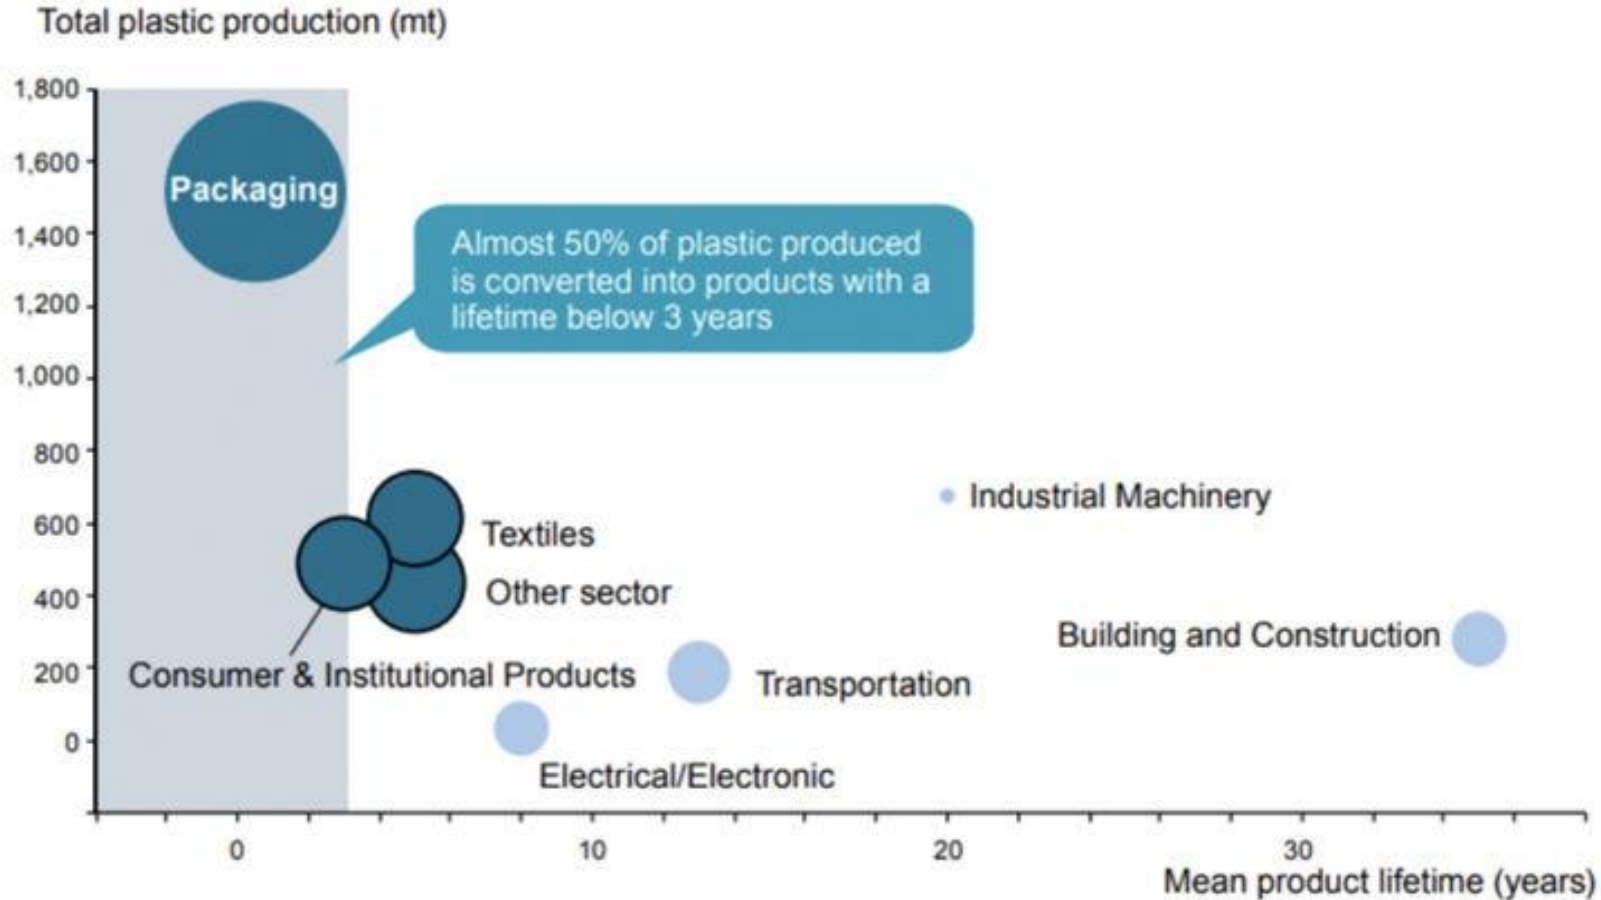 Total plastic production (mt)
1,800
1,600
1,400
1,200
1,000
800
600
400
200
0
Packaging
Almost 50% of plastic produced
is converted into products with a
lifetime below 3 years
Industrial Machinery
Textiles
Other sector
Building and Construction
Consumer & Institutional Products
Transportation
Electrical/Electronic
0 10 20 30
Mean product lifetime (years)